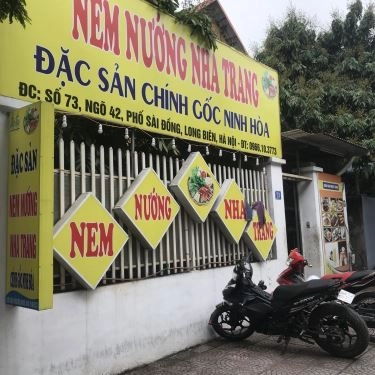 NEM NƯỚNG NHA TRANG
ĐẶC SẢN CHÍNH GỐC NINH HÒA
ĐC: SỐ 73, NGÕ 42, PHỐ SÀI ĐỒNG, LONG BIÊN, HÀ NỘI - ĐT: 0966.10.3773
ĐẶC SẢN
NEM NƯỚNG
NHA TRANG
NEM
NƯỚNG
NHA
TRANG